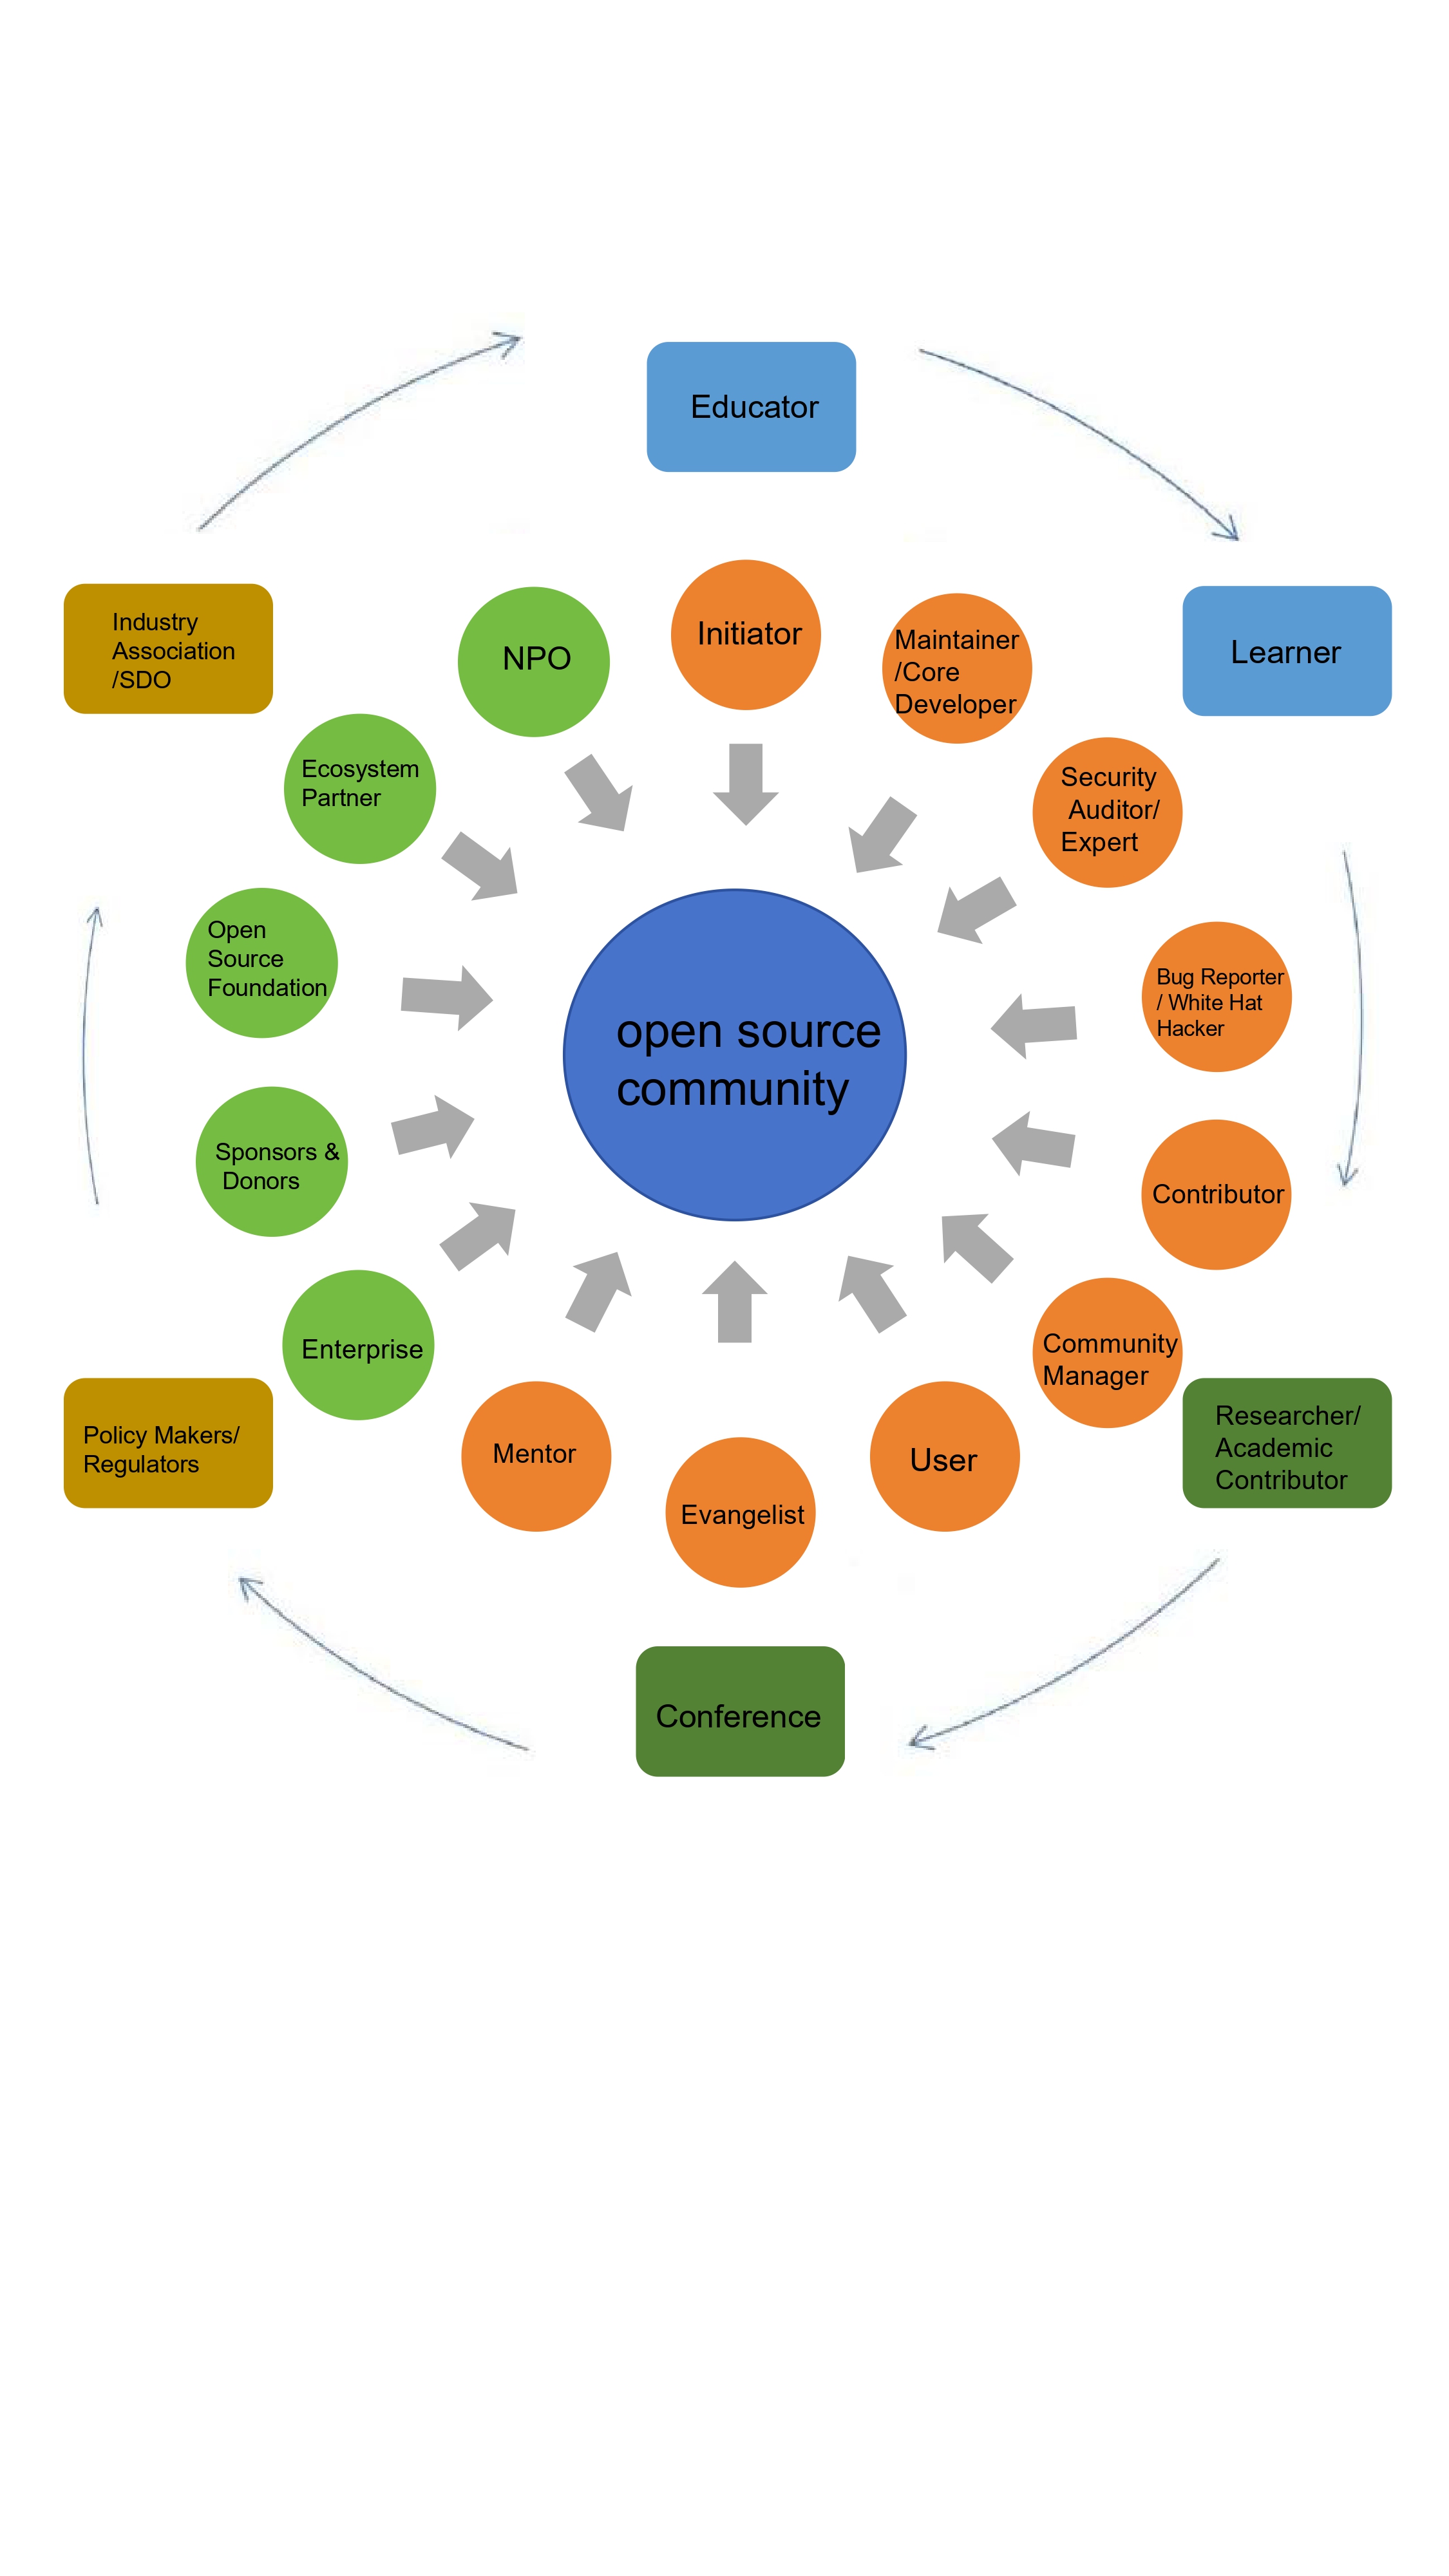 Educator
Industry
Association
/SDO
NPO
Initiator
Maintainer
/Core
Developer
Learner
Ecosystem
Partner
Security
Auditor/
Expert
Open
Source
Foundation
Bug Reporter
/ White Hat
Hacker
open source
community
Sponsors &
Donors
Contributor
Enterprise
Community
Manager
Policy Makers/
Regulators
Mentor
Evangelist
User
Researcher/
Academic
Contributor
Conference